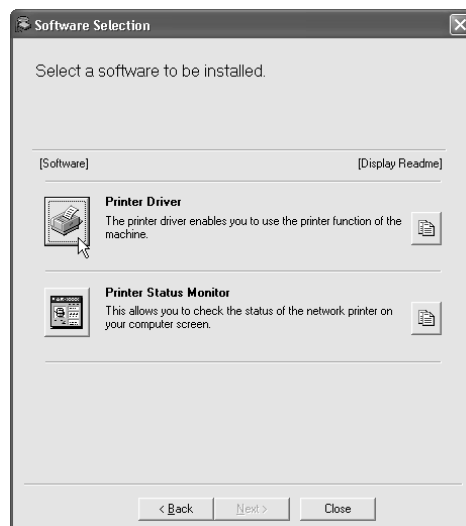 Software Selection
Select a software to be installed.
[Software] [Display Readme]
Printer Driver
The printer driver enables you to use the printer function of the
machine.
Printer Status Monitor
This allows you to check the status of the network printer on
your computer screen.
< Back Next > Close